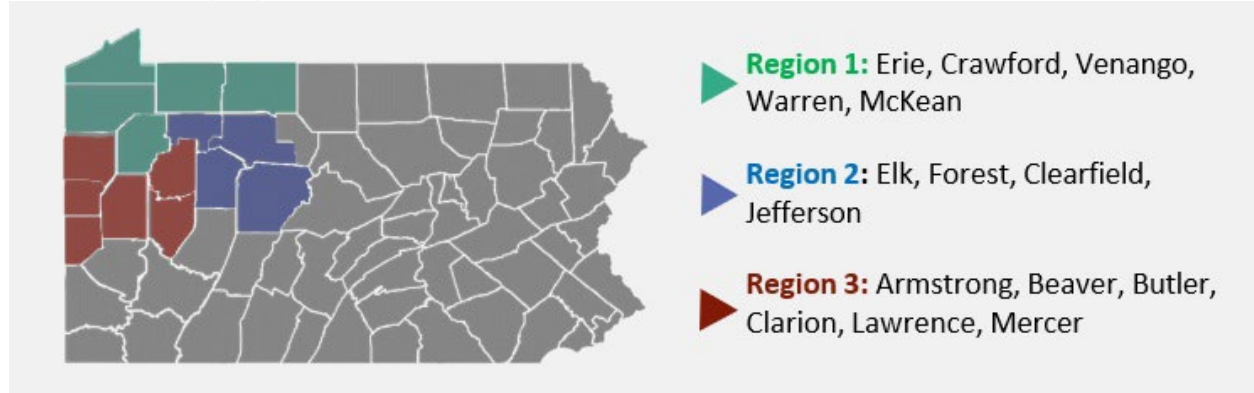 Region 1: Erie, Crawford, Venango,
Warren, McKean
Region 2: Elk, Forest, Clearfield,
Jefferson
Region 3: Armstrong, Beaver, Butler,
Clarion, Lawrence, Mercer